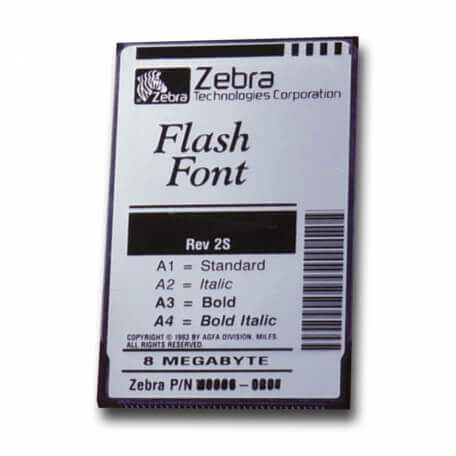 Zebra
Zebra
Technologies Corporation
Flash
Font
Rev 2S
A1 = Standard
A2 = Italic
A3 = Bold
A4 = Bold Italic
COPYRIGHT © 1993 BY AGFA DIVISION, MILES.
ALL RIGHTS RESERVED.
8 MEGABYTE
Zebra P/N